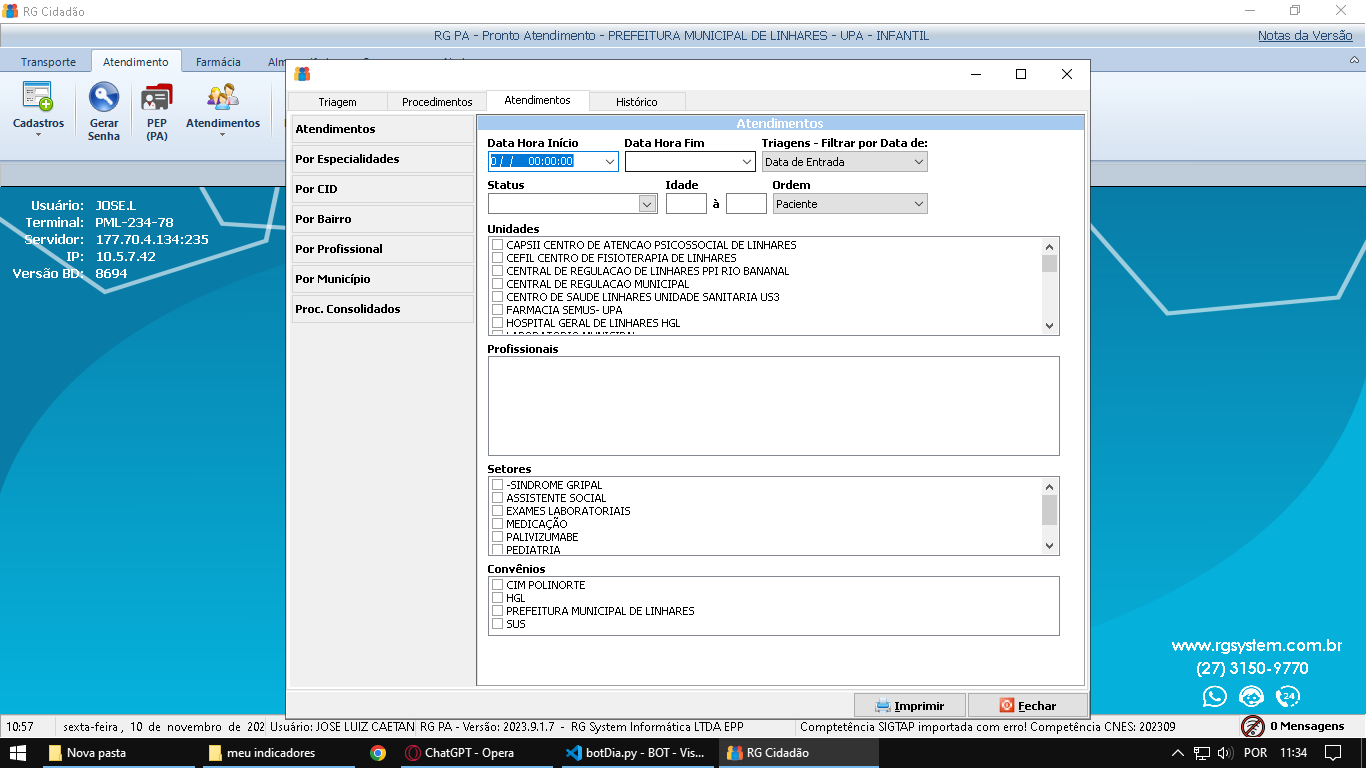 RG Cidadão
RG PA - Pronto Atendimento - PREFEITURA MUNICIPAL DE LINHARES - UPA - INFANTIL
Notas da Versão
Transporte
Atendimento
Farmácia
Cadastros
Gerar Senha
PEP (PA)
Atendimentos
Usuário: JOSE.L
Terminal: PML-234-78
Servidor: 177.70.4.134:235
IP: 10.5.7.42
Versão BD: 8694
Triagem
Procedimentos
Atendimentos
Histórico
Atendimentos
Por Especialidades
Por CID
Por Bairro
Por Profissional
Por Município
Proc. Consolidados
Atendimentos
Data Hora Início
Data Hora Fim
Triagens - Filtrar por Data de:
0/ / 00:00:00
Data de Entrada
Status
Idade
Ordem
à
Paciente
Unidades
CAPSII CENTRO DE ATENCAO PSICOSSOCIAL DE LINHARES
CEFIL CENTRO DE FISIOTERAPIA DE LINHARES
CENTRAL DE REGULACAO DE LINHARES PPI RIO BANANAL
CENTRAL DE REGULACAO MUNICIPAL
CENTRO DE SAUDE LINHARES UNIDADE SANITARIA US3
FARMACIA SEMUS- UPA
HOSPITAL GERAL DE LINHARES HGL
LABORATORIO MUNICIPAL
Profissionais
Setores
-SINDROME GRIPAL
ASSISTENTE SOCIAL
EXAMES LABORATORIAIS
MEDICAÇÃO
PALIVIZUMABE
PEDIATRIA
Convênios
CIM POLINORTE
HGL
PREFEITURA MUNICIPAL DE LINHARES
SUS
Imprimir
Fechar
www.rgsystem.com.br
(27) 3150-9770
24
10:57
sexta-feira , 10 de novembro de 202
Usuário: JOSE LUIZ CAETAN
RG PA - Versão: 2023.9.1.7 - RG System Informática LTDA EPP
Comptetência SIGTAP importada com erro! Competência CNES: 202309
0 Mensagens
Nova pasta
meu indicadores
ChatGPT - Opera
botDia.py - BOT - Vis...
RG Cidadão
POR
11:34